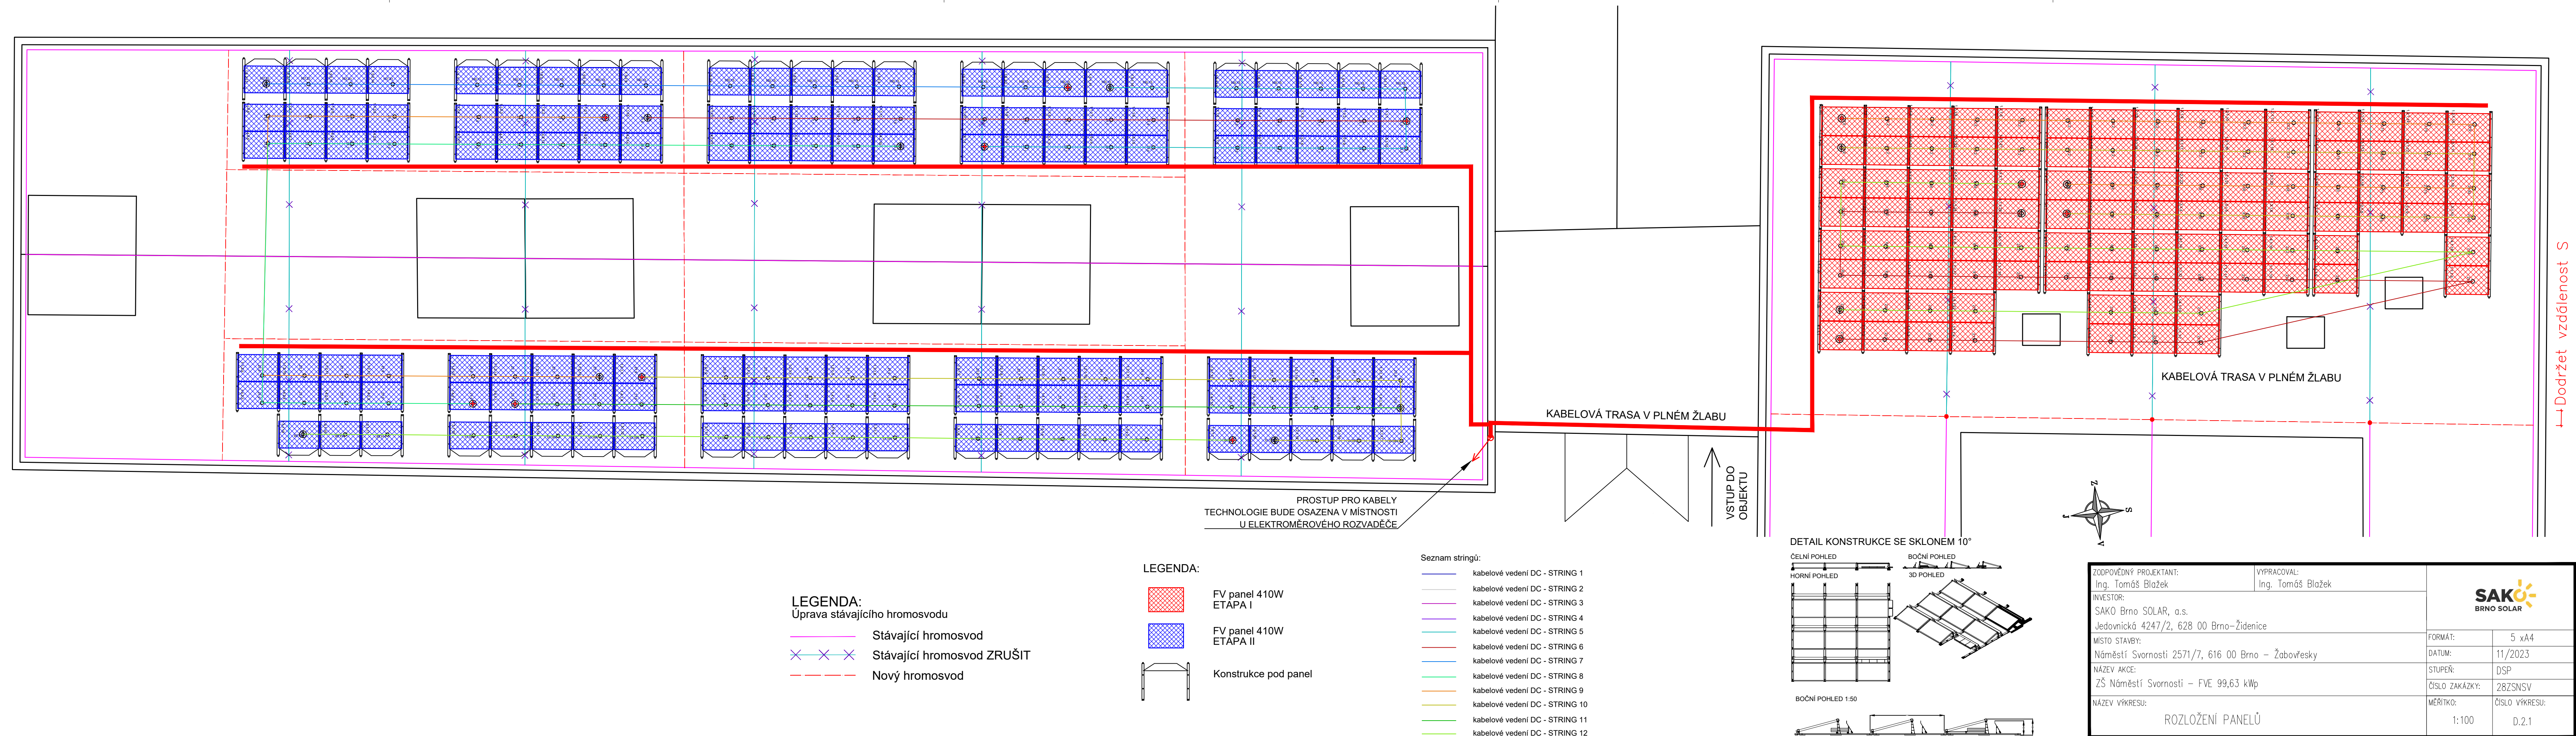 KABELOVÁ TRASA V PLNÉM ŽLABU
KABELOVÁ TRASA V PLNÉM ŽLABU
Dodržet vzdálenost S
PROSTUP PRO KABELY
TECHNOLOGIE BUDE OSAZENA V MÍSTNOSTI
U ELEKTROMĚROVÉHO ROZVADĚČE
VSTUP DO
OBJEKTU
Z
S
J
V
LEGENDA:
Úprava stávajícího hromosvodu
Stávající hromosvod
Stávající hromosvod ZRUŠIT
Nový hromosvod
LEGENDA:
FV panel 410W
ETAPA I
FV panel 410W
ETAPA II
Konstrukce pod panel
Seznam stringů:
kabelové vedení DC - STRING 1
kabelové vedení DC - STRING 2
kabelové vedení DC - STRING 3
kabelové vedení DC - STRING 4
kabelové vedení DC - STRING 5
kabelové vedení DC - STRING 6
kabelové vedení DC - STRING 7
kabelové vedení DC - STRING 8
kabelové vedení DC - STRING 9
kabelové vedení DC - STRING 10
kabelové vedení DC - STRING 11
kabelové vedení DC - STRING 12
DETAIL KONSTRUKCE SE SKLONEM 10°
ČELNÍ POHLED
BOČNÍ POHLED
HORNÍ POHLED
3D POHLED
BOČNÍ POHLED 1:50
ZODPOVĚDNÝ PROJEKTANT:
Ing. Tomáš Blažek
VYPRACOVAL:
Ing. Tomáš Blažek
INVESTOR:
SAKO Brno SOLAR, a.s.
Jedovnická 4247/2, 628 00 Brno-Židenice
MÍSTO STAVBY:
Náměstí Svornosti 2571/7, 616 00 Brno - Žabovřesky
NÁZEV AKCE:
ZŠ Náměstí Svornosti - FVE 99,63 kWp
NÁZEV VÝKRESU:
ROZLOŽENÍ PANELŮ
SAKO
BRNO SOLAR
FORMÁT:
5 xA4
DATUM:
11/2023
STUPEŇ:
DSP
ČÍSLO ZAKÁZKY:
28ZSNSV
MĚŘÍTKO:
1:100
ČÍSLO VÝKRESU:
D.2.1